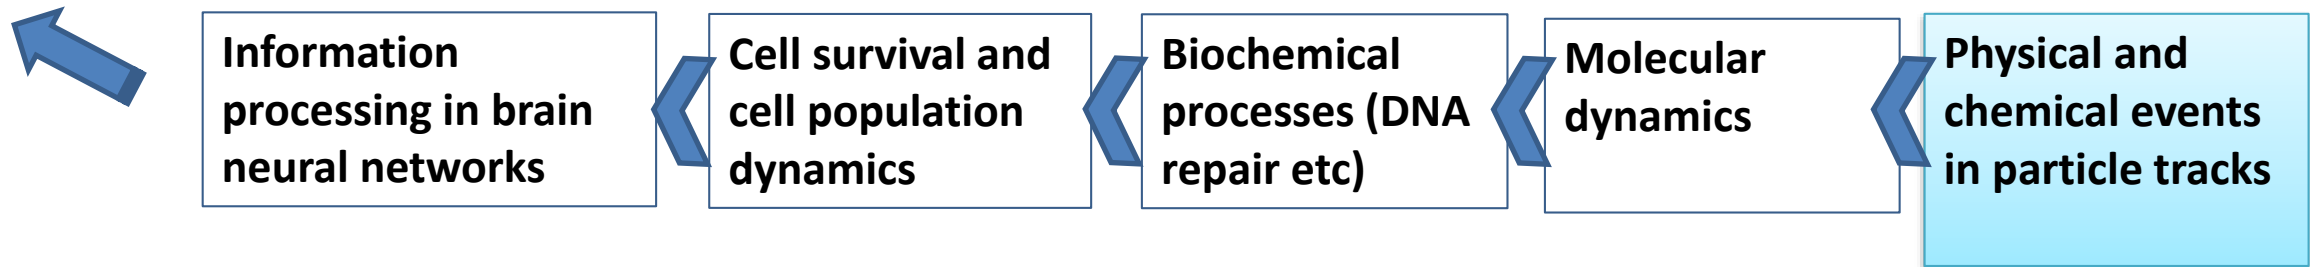 Information
processing in brain
neural networks
Cell survival and
cell population
dynamics
Biochemical
processes (DNA
repair etc)
Molecular
dynamics
Physical and
chemical events
in particle tracks